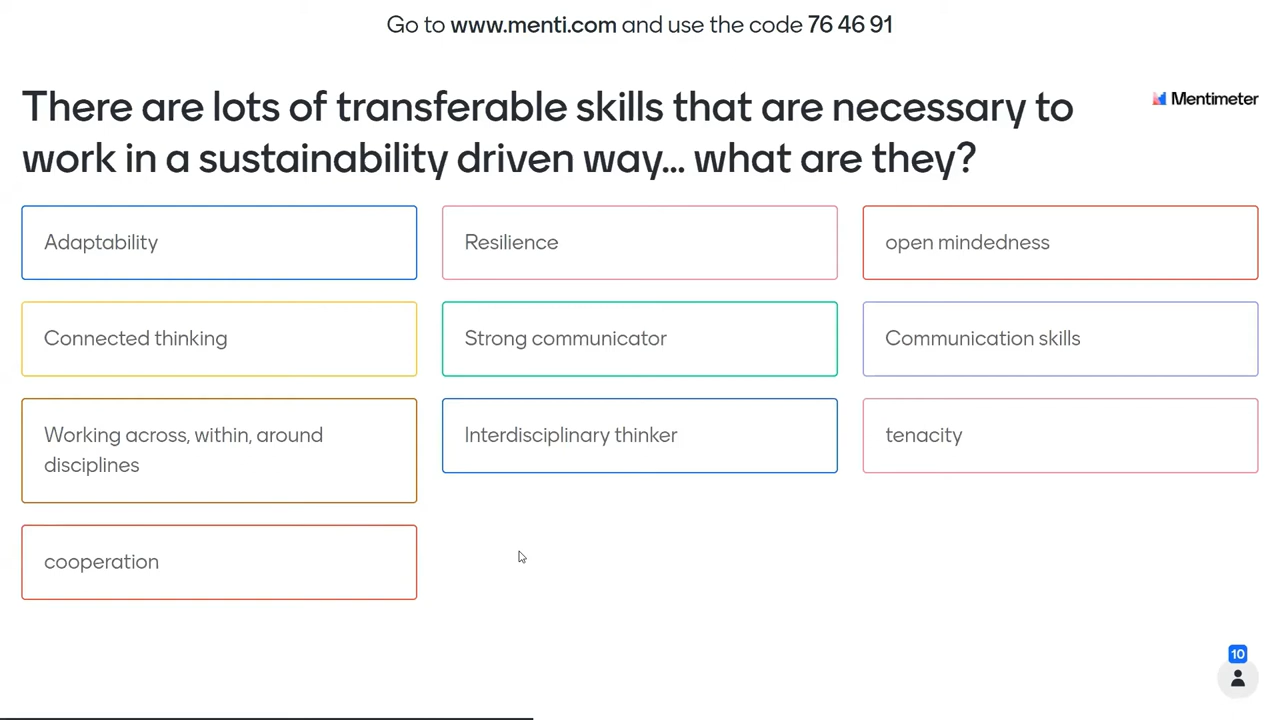 Go to www.menti.com and use the code 76 46 91
There are lots of transferable skills that are necessary to
work in a sustainability driven way... what are they?
Mentimeter
Adaptability
Resilience
open mindedness
Connected thinking
Strong communicator
Communication skills
Working across, within, around
disciplines
Interdisciplinary thinker
tenacity
cooperation
10